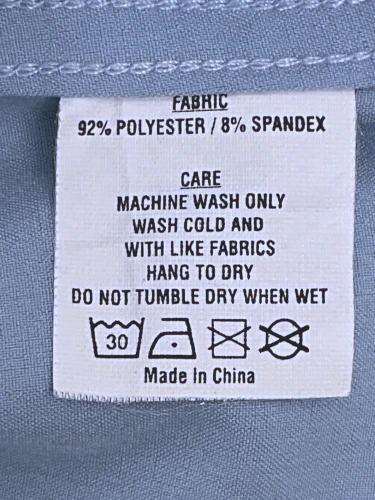 FABRIC
92% POLYESTER / 8% SPANDEX
CARE
MACHINE WASH ONLY
WASH COLD AND
WITH LIKE FABRICS
HANG TO DRY
DO NOT TUMBLE DRY WHEN WET
30
Made In China